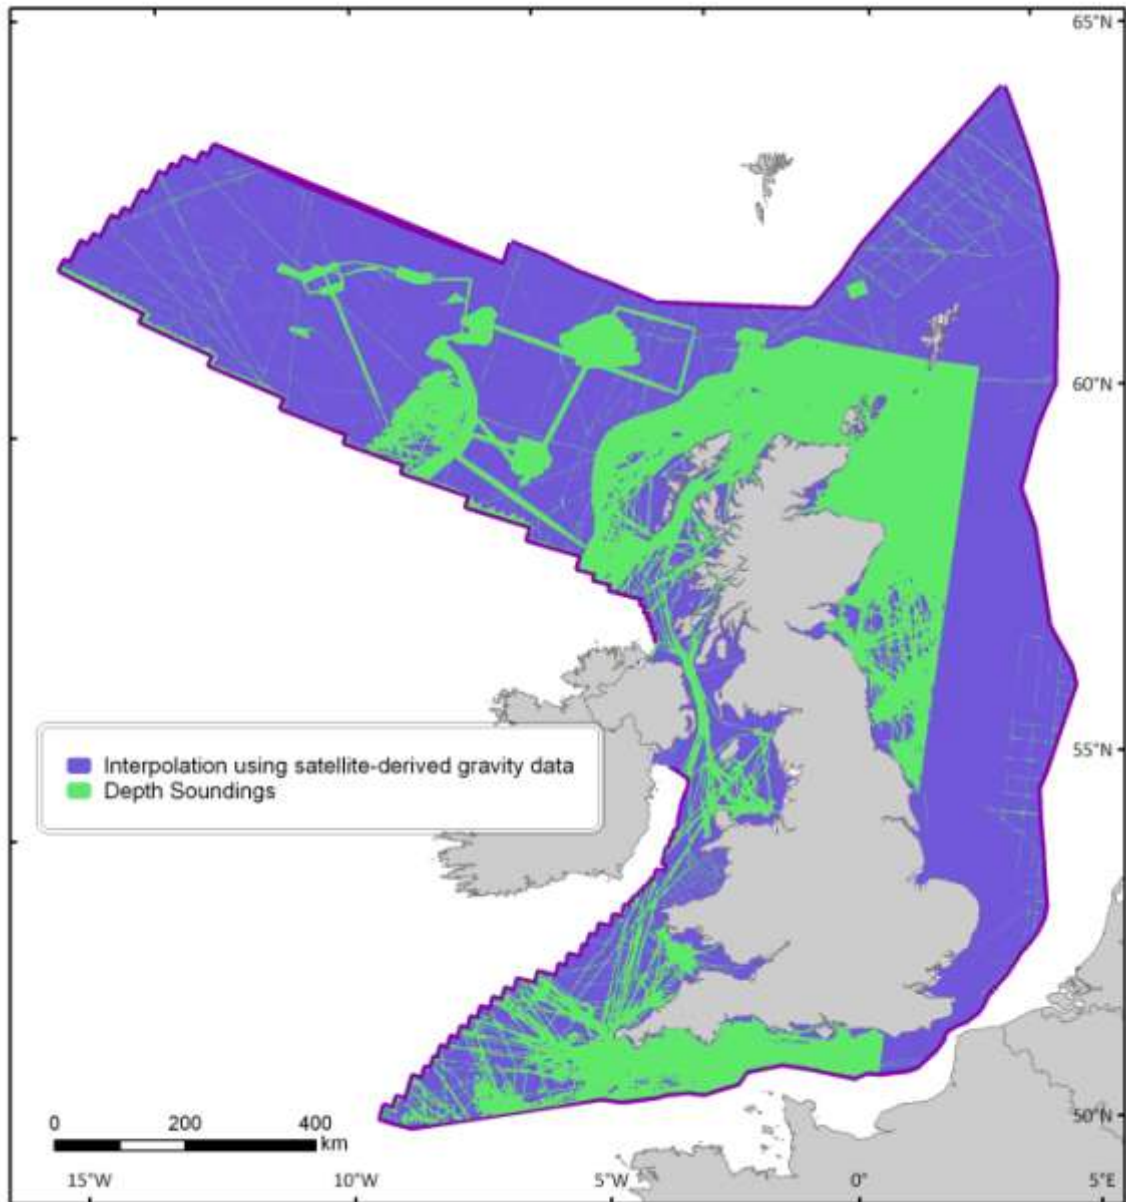 65°N
60°N
Interpolation using satellite-derived gravity data
55°N
Depth Soundings
0 200 400
km
50°N
15°W 10°W 5°W 0° 5°E